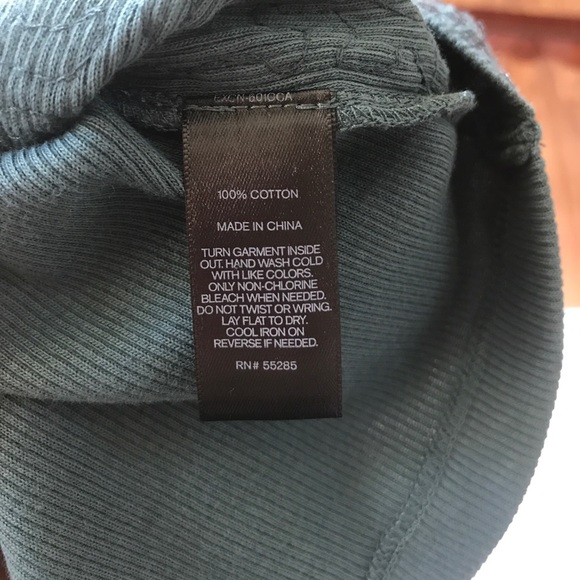 100% COTTON
MADE IN CHINA
TURN GARMENT INSIDE
OUT. HAND WASH COLD
WITH LIKE COLORS.
ONLY NON-CHLORINE
BLEACH WHEN NEEDED.
DO NOT TWIST OR WRING.
LAY FLAT TO DRY.
COOL IRON ON
REVERSE IF NEEDED.
RN# 55285